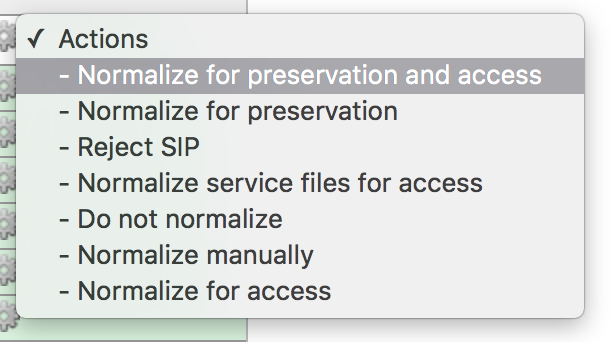 ✓ Actions
- Normalize for preservation and access
- Normalize for preservation
- Reject SIP
- Normalize service files for access
- Do not normalize
- Normalize manually
- Normalize for access